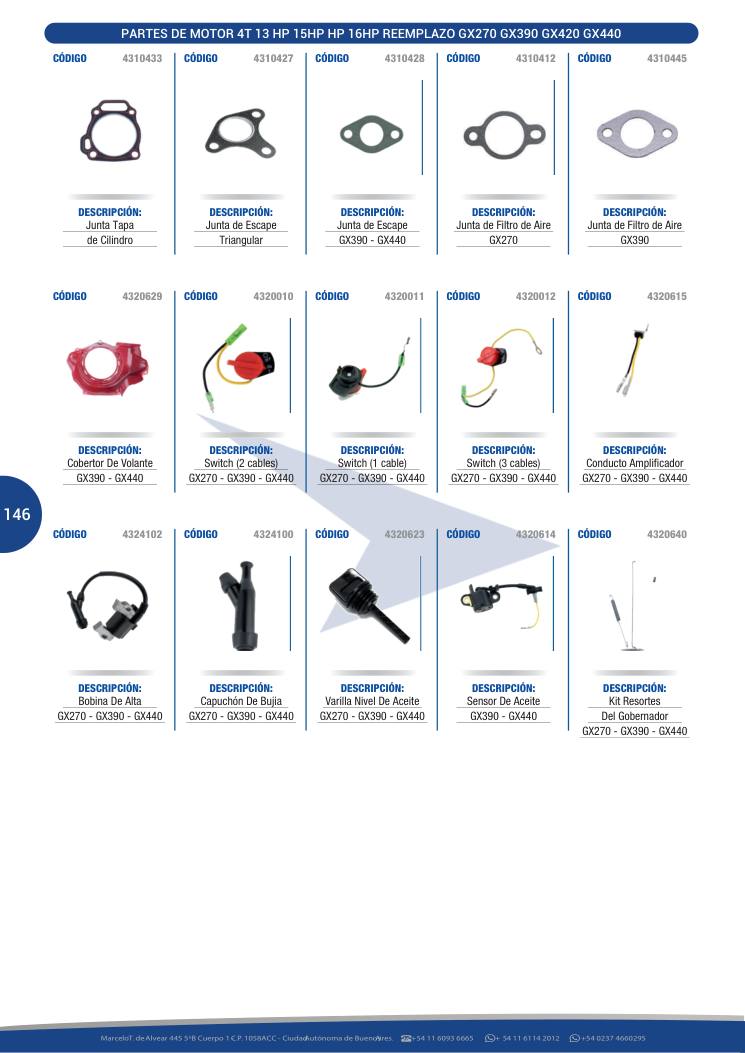 PARTES DE MOTOR 4T 13 HP 15HP HP 16HP REEMPLAZO GX270 GX390 GX420 GX440
CÓDIGO 4310433
DESCRIPCIÓN:
Junta Tapa
de Cilindro
CÓDIGO 4310427
DESCRIPCIÓN:
Junta de Escape
Triangular
CÓDIGO 4310428
DESCRIPCIÓN:
Junta de Escape
GX390 - GX440
CÓDIGO 4310412
DESCRIPCIÓN:
Junta de Filtro de Aire
GX270
CÓDIGO 4310445
DESCRIPCIÓN:
Junta de Filtro de Aire
GX390
CÓDIGO 4320629
DESCRIPCIÓN:
Cobertor De Volante
GX390 - GX440
CÓDIGO 4320010
DESCRIPCIÓN:
Switch (2 cables)
GX270 - GX390 - GX440
CÓDIGO 4320011
DESCRIPCIÓN:
Switch (1 cable)
GX270 - GX390 - GX440
CÓDIGO 4320012
DESCRIPCIÓN:
Switch (3 cables)
GX270 - GX390 - GX440
CÓDIGO 4320615
DESCRIPCIÓN:
Conducto Amplificador
GX270 - GX390 - GX440
146
CÓDIGO 4324102
DESCRIPCIÓN:
Bobina De Alta
GX270 - GX390 - GX440
CÓDIGO 4324100
DESCRIPCIÓN:
Capuchón De Bujia
GX270 - GX390 - GX440
CÓDIGO 4320623
DESCRIPCIÓN:
Varilla Nivel De Aceite
GX270 - GX390 - GX440
CÓDIGO 4320614
DESCRIPCIÓN:
Sensor De Aceite
GX390 - GX440
CÓDIGO 4320640
DESCRIPCIÓN:
Kit Resortes
Del Gobernador
GX270 - GX390 - GX440
MarceloT. de Alvear 445 5ºB Cuerpo 1 C.P. 1058ACC - Ciudad Autónoma de Buenos Aires. +54 11 6093 6665 + 54 11 6114 2012 +54 0237 4660295